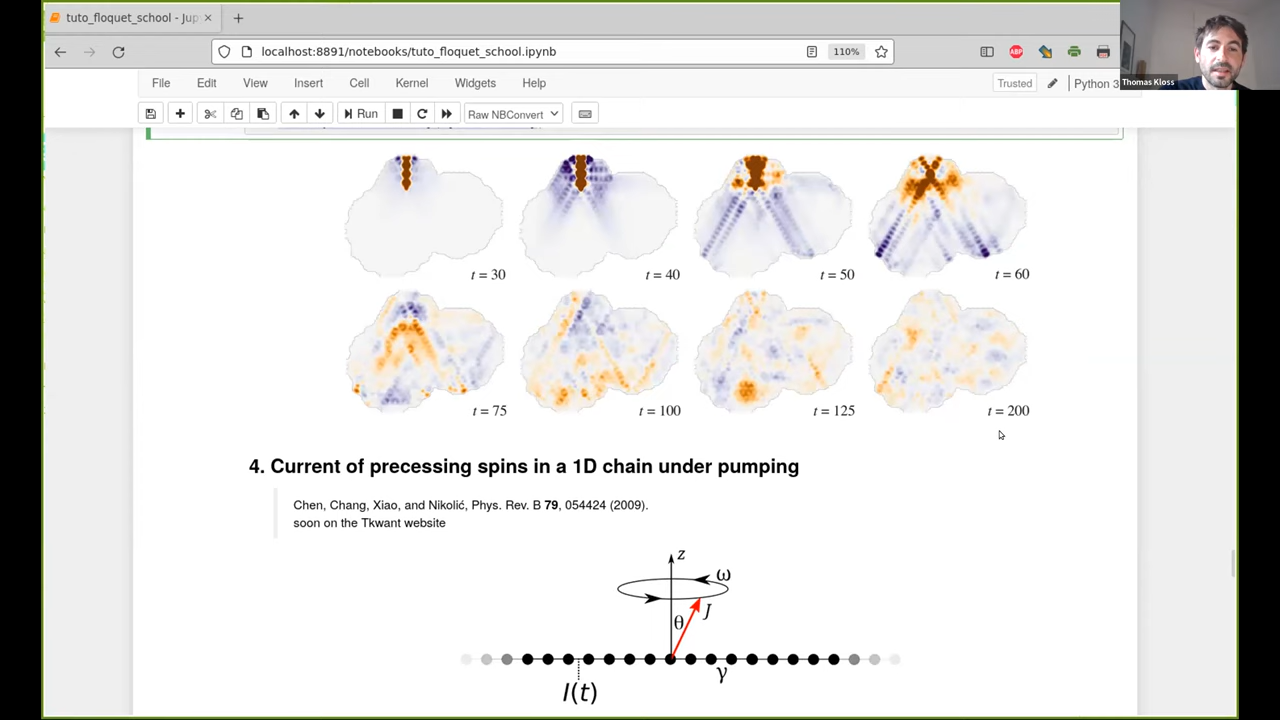 tuto_floquet_school - Jup
localhost:8891/notebooks/tuto_floquet_school.ipynb
110%
ABP
Thomas Kloss
File Edit View Insert Cell Kernel Widgets Help
Trusted
Python 3
Run
Raw NBConvert
t = 30
t = 40
t = 50
t = 60
t = 75
t = 100
t = 125
t = 200
4. Current of precessing spins in a 1D chain under pumping
Chen, Chang, Xiao, and Nikolić, Phys. Rev. B 79, 054424 (2009).
soon on the Tkwant website
z
ω
J
θ
γ
I(t)